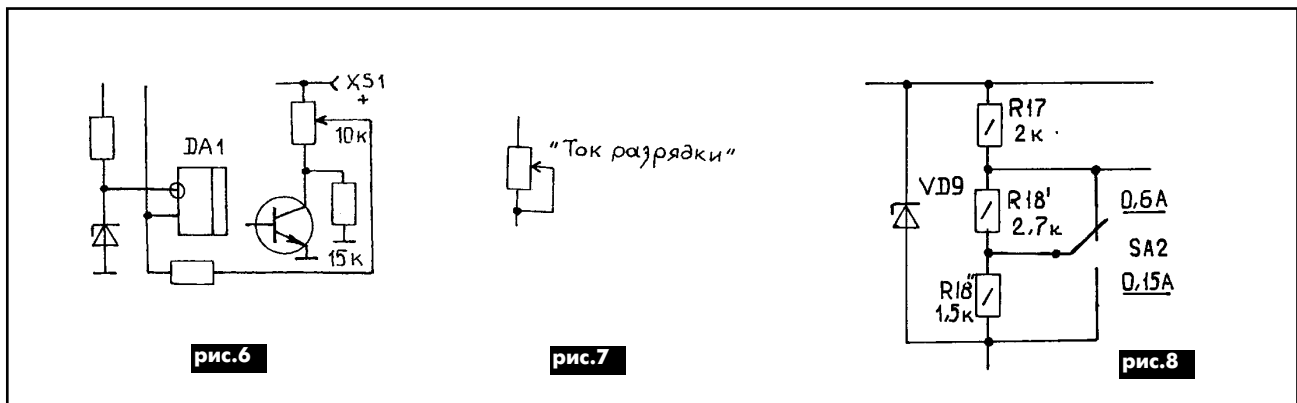 XS1
+
10к
DA1
15к
рис.6
"Ток разрядки"
рис.7
R17
2к
VD9
R18'
2,7к
0,6А
SA2
0,15А
R18"
1,5к
рис.8